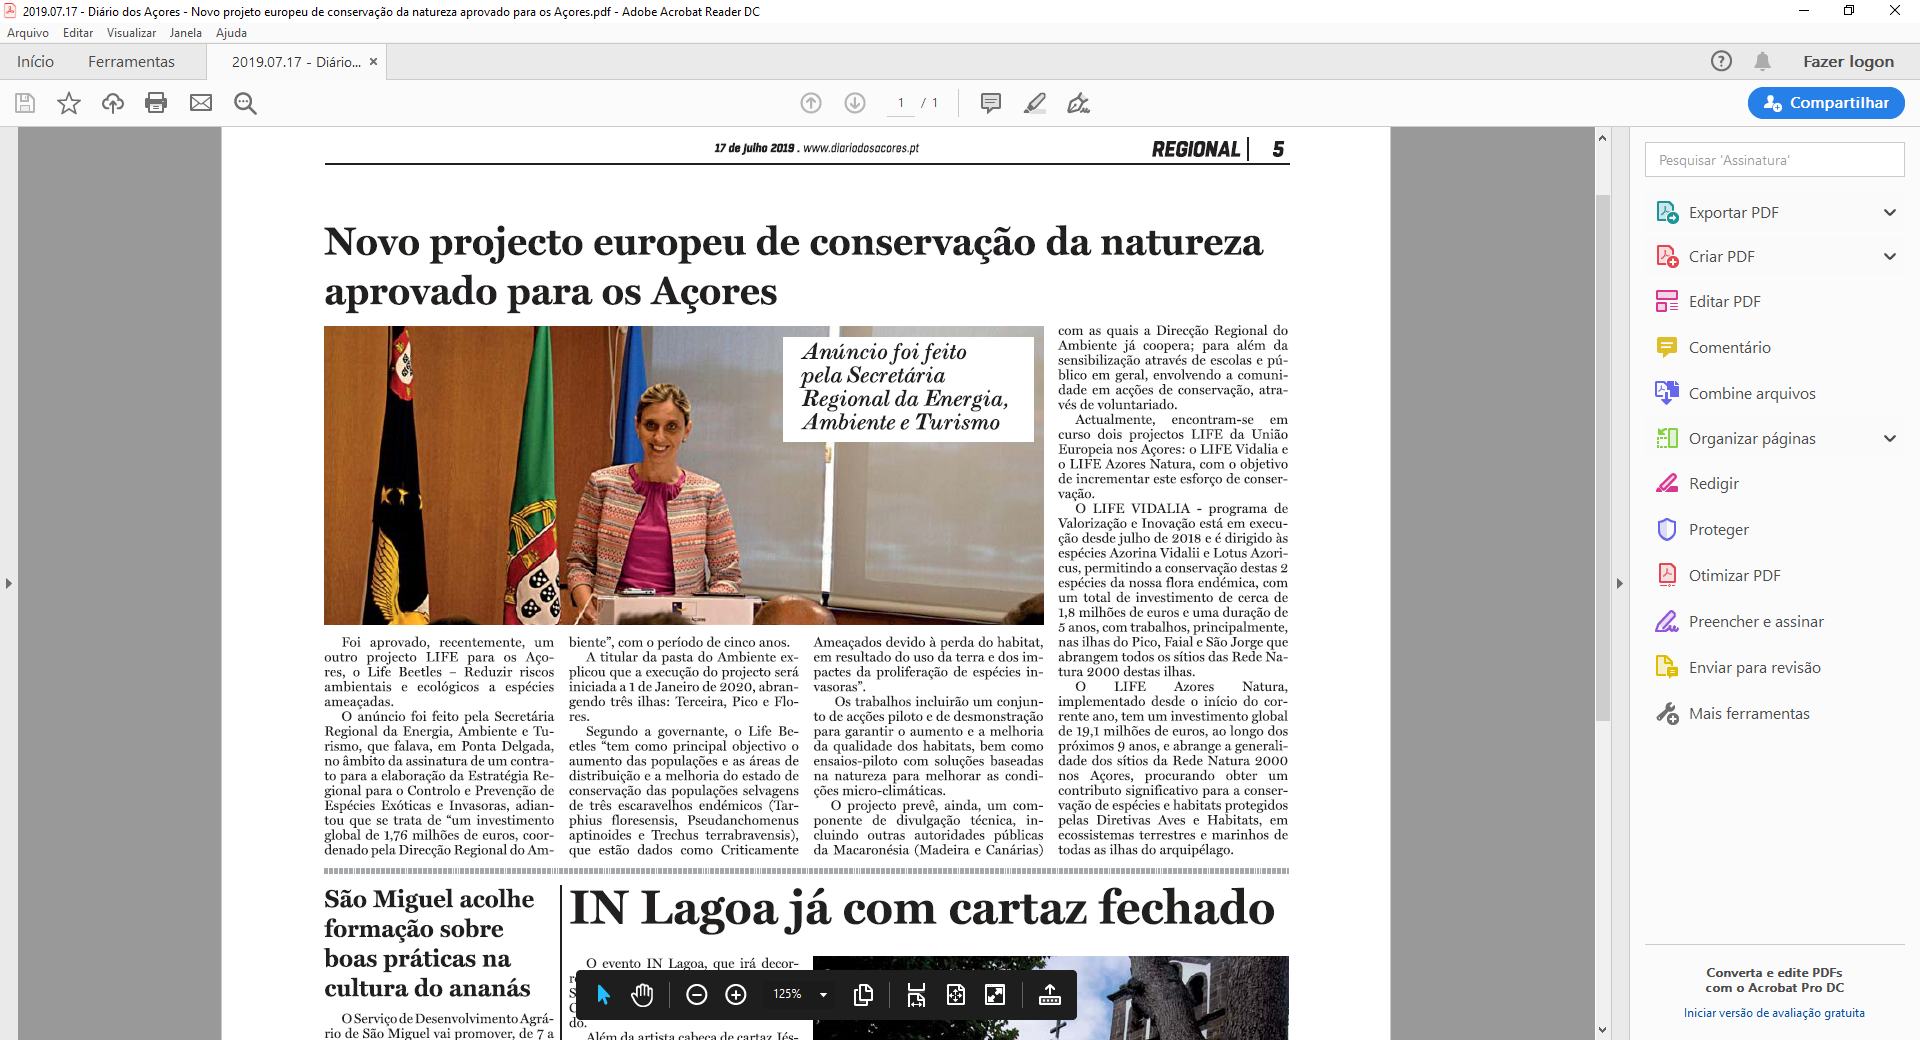 2019.07.17 - Diário dos Açores - Novo projeto europeu de conservação da natureza aprovado para os Açores.pdf - Adobe Acrobat Reader DC
Arquivo Editar Visualizar Janela Ajuda
Início Ferramentas 2019.07.17 - Diário... × Fazer logon
1 / 1 Compartilhar
17 de julho 2019 . www.diariodosacores.pt REGIONAL | 5
Novo projecto europeu de conservação da natureza
aprovado para os Açores
Anúncio foi feito
pela Secretária
Regional da Energia,
Ambiente e Turismo
Foi aprovado, recentemente, um
outro projecto LIFE para os Aço-
res, o Life Beetles – Reduzir riscos
ambientais e ecológicos a espécies
ameaçadas.
O anúncio foi feito pela Secretária
Regional da Energia, Ambiente e Tu-
rismo, que falava, em Ponta Delgada,
no âmbito da assinatura de um contra-
to para a elaboração da Estratégia Re-
gional para o Controlo e Prevenção de
Espécies Exóticas e Invasoras, adian-
tou que se trata de “um investimento
global de 1,76 milhões de euros, coor-
denado pela Direcção Regional do Am-
biente”, com o período de cinco anos.
A titular da pasta do Ambiente ex-
plicou que a execução do projecto será
iniciada a 1 de Janeiro de 2020, abran-
gendo três ilhas: Terceira, Pico e Flo-
res.
Segundo a governante, o Life Be-
etles “tem como principal objectivo o
aumento das populações e as áreas de
distribuição e a melhoria do estado de
conservação das populações selvagens
de três escaravelhos endémicos (Tar-
phius floresensis, Pseudanchomenus
aptinoides e Trechus terrabravensis),
que estão dados como Criticamente
Ameaçados devido à perda do habitat,
em resultado do uso da terra e dos im-
pactes da proliferação de espécies in-
vasoras”.
Os trabalhos incluirão um conjun-
to de acções piloto e de desmonstração
para garantir o aumento e a melhoria
da qualidade dos habitats, bem como
ensaios-piloto com soluções baseadas
na natureza para melhorar as condi-
ções micro-climáticas.
O projecto prevê, ainda, um com-
ponente de divulgação técnica, in-
cluindo outras autoridades públicas
da Macaronésia (Madeira e Canárias)
com as quais a Direcção Regional do
Ambiente já coopera; para além da
sensibilização através de escolas e pú-
blico em geral, envolvendo a comuni-
dade em acções de conservação, atra-
vés de voluntariado.
Actualmente, encontram-se em
curso dois projectos LIFE da União
Europeia nos Açores: o LIFE Vidalia e
o LIFE Azores Natura, com o objetivo
de incrementar este esforço de conser-
vação.
O LIFE VIDALIA - programa de
Valorização e Inovação está em execu-
ção desde julho de 2018 e é dirigido às
espécies Azorina Vidalii e Lotus Azori-
cus, permitindo a conservação destas 2
espécies da nossa flora endémica, com
um total de investimento de cerca de
1,8 milhões de euros e uma duração de
5 anos, com trabalhos, principalmente,
nas ilhas do Pico, Faial e São Jorge que
abrangem todos os sítios das Rede Na-
tura 2000 destas ilhas.
O LIFE Azores Natura,
implementado desde o início do cor-
rente ano, tem um investimento global
de 19,1 milhões de euros, ao longo dos
próximos 9 anos, e abrange a generali-
dade dos sítios da Rede Natura 2000
nos Açores, procurando obter um
contributo significativo para a conser-
vação de espécies e habitats protegidos
pelas Diretivas Aves e Habitats, em
ecossistemas terrestres e marinhos de
todas as ilhas do arquipélago.
São Miguel acolhe
formação sobre
boas práticas na
cultura do ananás
O Serviço de Desenvolvimento Agrá-
rio de São Miguel vai promover, de 7 a
IN Lagoa já com cartaz fechado
O evento IN Lagoa, que irá decor-
do.
Além da artista cabeça de cartaz Jés-
125%
Pesquisar 'Assinatura'
Exportar PDF
Criar PDF
Editar PDF
Comentário
Combine arquivos
Organizar páginas
Redigir
Proteger
Otimizar PDF
Preencher e assinar
Enviar para revisão
Mais ferramentas
Converta e edite PDFs
com o Acrobat Pro DC
Iniciar versão de avaliação gratuita